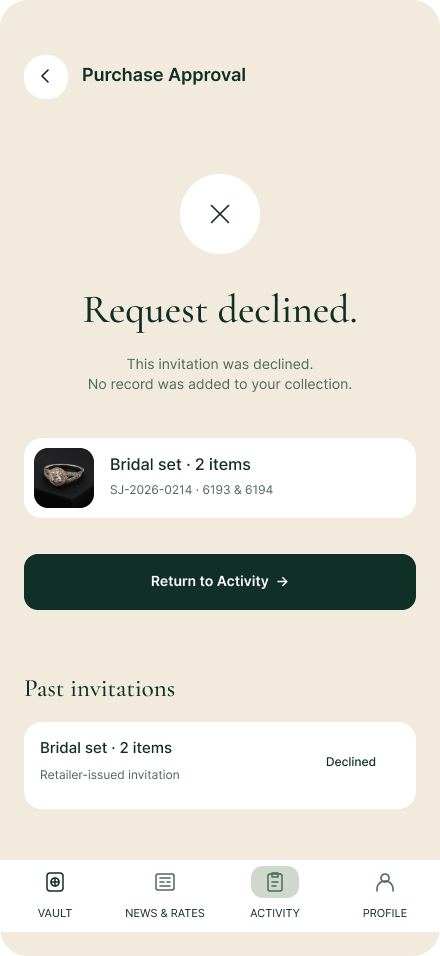 Purchase Approval
Request declined.
This invitation was declined.
No record was added to your collection.
Bridal set · 2 items
SJ-2026-0214 · 6193 & 6194
Return to Activity →
Past invitations
Bridal set · 2 items
Declined
Retailer-issued invitation
VAULT
NEWS & RATES
ACTIVITY
PROFILE